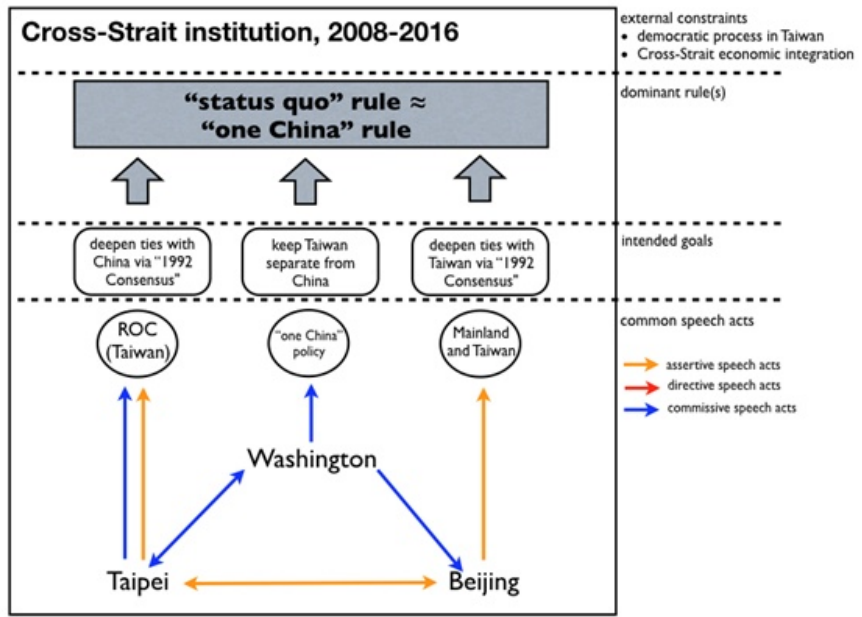 Cross-Strait institution, 2008-2016
external constraints
• democratic process in Taiwan
• Cross-Strait economic integration
dominant rule(s)
“status quo” rule ≈
“one China” rule
intended goals
deepen ties with
China via “1992
Consensus"
keep Taiwan
separate from
China
deepen ties with
Taiwan via “1992
Consensus"
common speech acts
ROC
(Taiwan)
“one China”
policy
Mainland
and Taiwan
assertive speech acts
directive speech acts
commissive speech acts
Washington
Taipei
Beijing